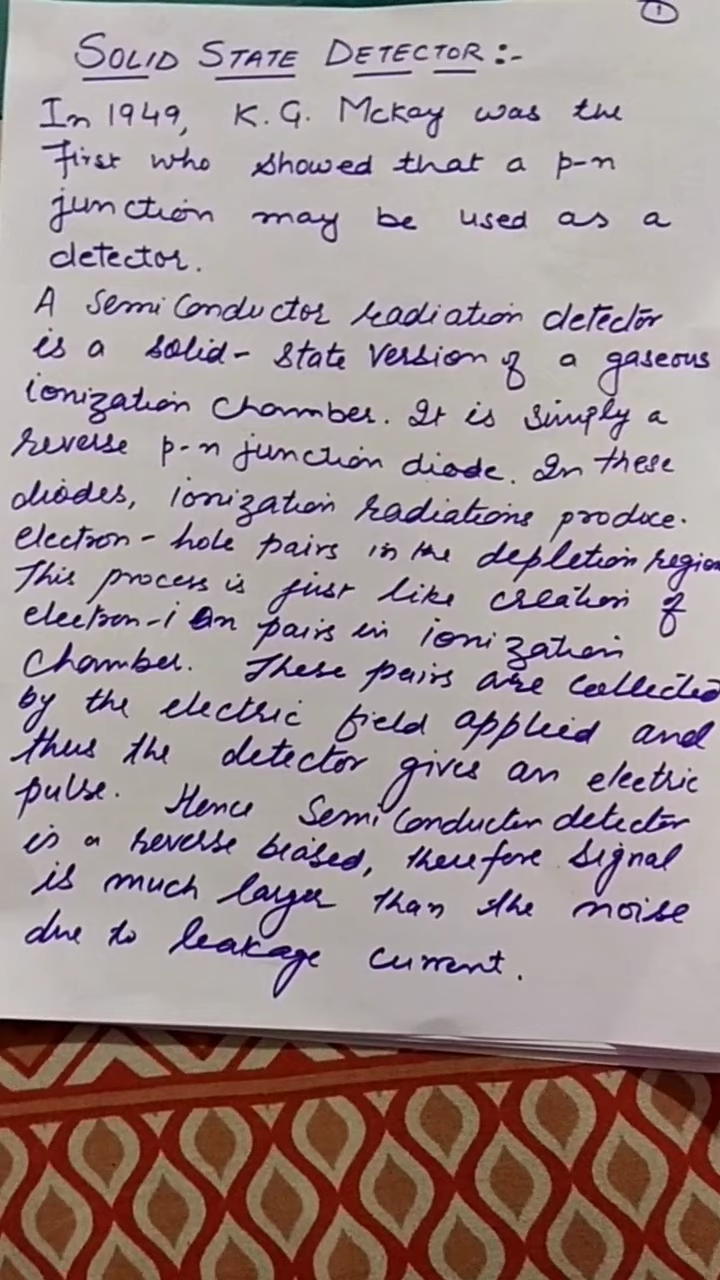 1
SOLID STATE DETECTOR :-
In 1949, K. G. Mckay was the
first who showed that a p-n
junction may be used as a
detector.
A semiconductor radiation detector
is a solid-state version of a gaseous
ionization chamber. It is simply a
reverse p-n junction diode. In these
diodes, ionization radiations produce.
electron-hole pairs in the depletion region
This process is just like creation of
electron-ion pairs in ionization
chamber. These pairs are collected
by the electric field applied and
thus the detector gives an electric
pulse. Hence semiconductor detector
is a reverse biased, therefore signal
is much larger than the noise
due to leakage current.